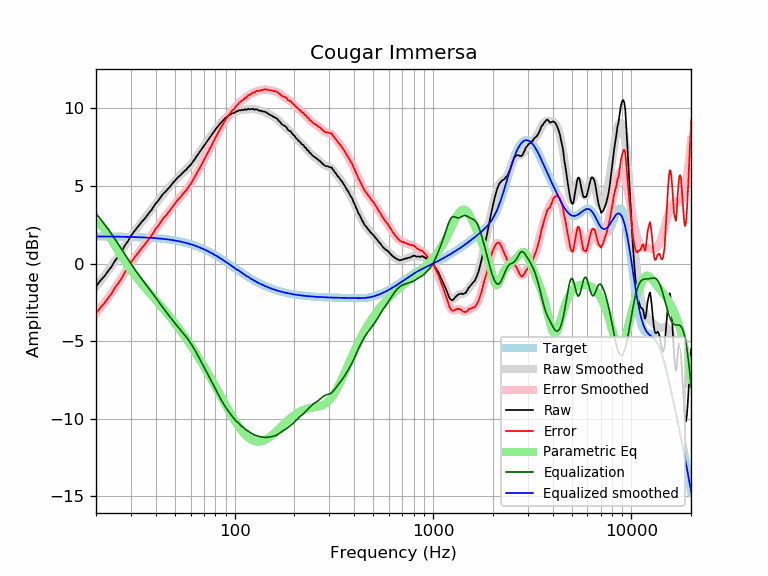 Cougar Immersa
Amplitude (dBr)
10
5
0
−5
−10
−15
100
1000
10000
Frequency (Hz)
Target
Raw Smoothed
Error Smoothed
Raw
Error
Parametric Eq
Equalization
Equalized smoothed